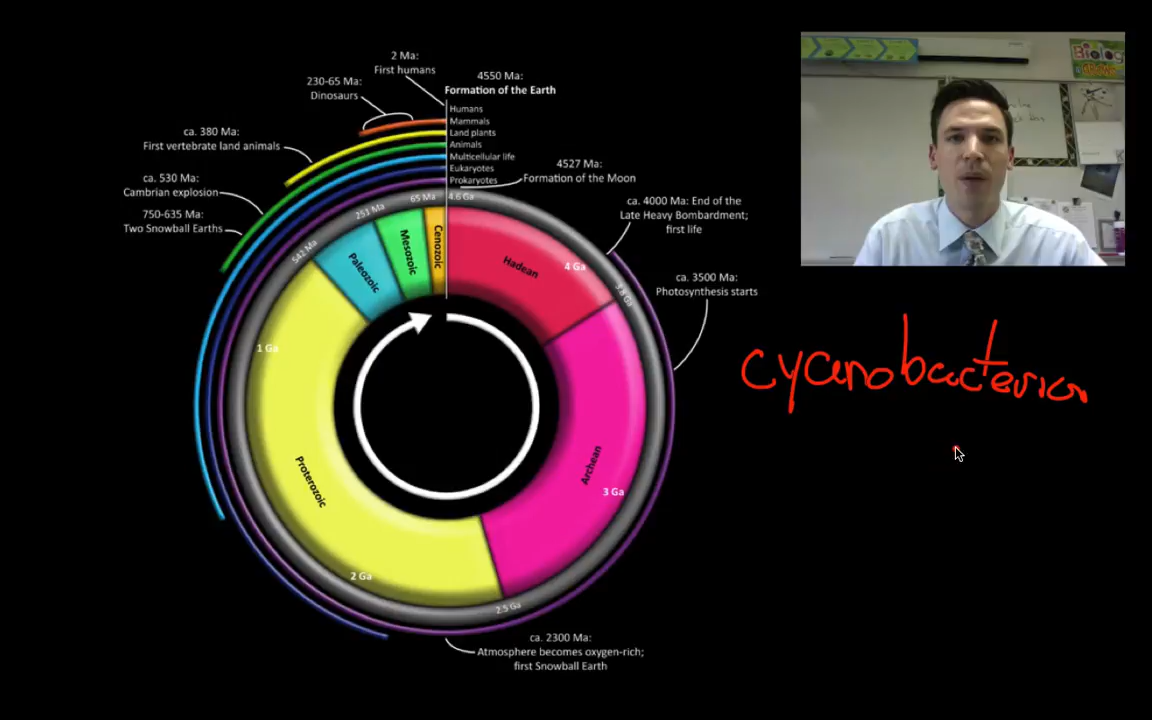 2 Ma:
First humans
4550 Ma:
Formation of the Earth
230-65 Ma:
Dinosaurs
Humans
Mammals
Land plants
Animals
Multicellular life
Eukaryotes
Prokaryotes
ca. 380 Ma:
First vertebrate land animals
ca. 530 Ma:
Cambrian explosion
750-635 Ma:
Two Snowball Earths
4527 Ma:
Formation of the Moon
ca. 4000 Ma: End of the
Late Heavy Bombardment;
first life
ca. 3500 Ma:
Photosynthesis starts
4.6 Ga
65 Ma
251 Ma
542 Ma
Cenozoic
Mesozoic
Paleozoic
Hadean
4 Ga
3.8 Ga
1 Ga
Archean
3 Ga
Proterozoic
2 Ga
2.5 Ga
ca. 2300 Ma:
Atmosphere becomes oxygen-rich;
first Snowball Earth